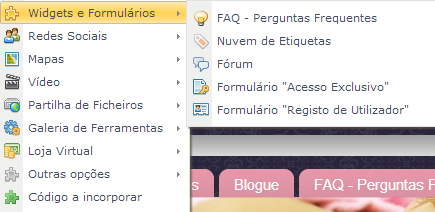 Widgets e Formulários
Redes Sociais
Mapas
Vídeo
Partilha de Ficheiros
Galeria de Ferramentas
Loja Virtual
Outras opções
Código a incorporar
FAQ - Perguntas Frequentes
Nuvem de Etiquetas
Fórum
Formulário "Acesso Exclusivo"
Formulário "Registo de Utilizador"
s
Blogue
FAQ - Perguntas F